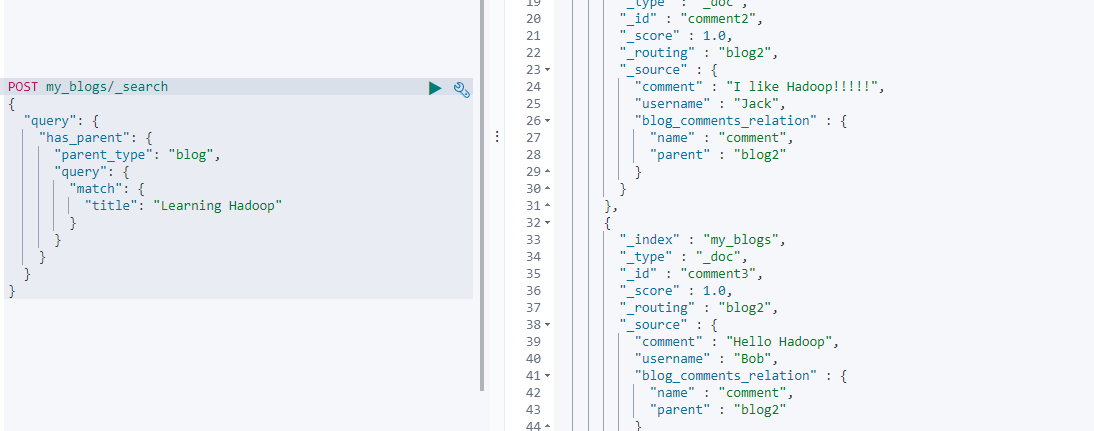 POST my_blogs/_search
{
  "query": {
    "has_parent": {
      "parent_type": "blog",
      "query": {
        "match": {
          "title": "Learning Hadoop"
        }
      }
    }
  }
}
19 "_type" : "_doc",
20 "_id" : "comment2",
21 "_score" : 1.0,
22 "_routing" : "blog2",
23 "_source" : {
24 "comment" : "I like Hadoop!!!!!",
25 "username" : "Jack",
26 "blog_comments_relation" : {
27 "name" : "comment",
28 "parent" : "blog2"
29 }
30 }
31 },
32 {
33 "_index" : "my_blogs",
34 "_type" : "_doc",
35 "_id" : "comment3",
36 "_score" : 1.0,
37 "_routing" : "blog2",
38 "_source" : {
39 "comment" : "Hello Hadoop",
40 "username" : "Bob",
41 "blog_comments_relation" : {
42 "name" : "comment",
43 "parent" : "blog2"
44 }